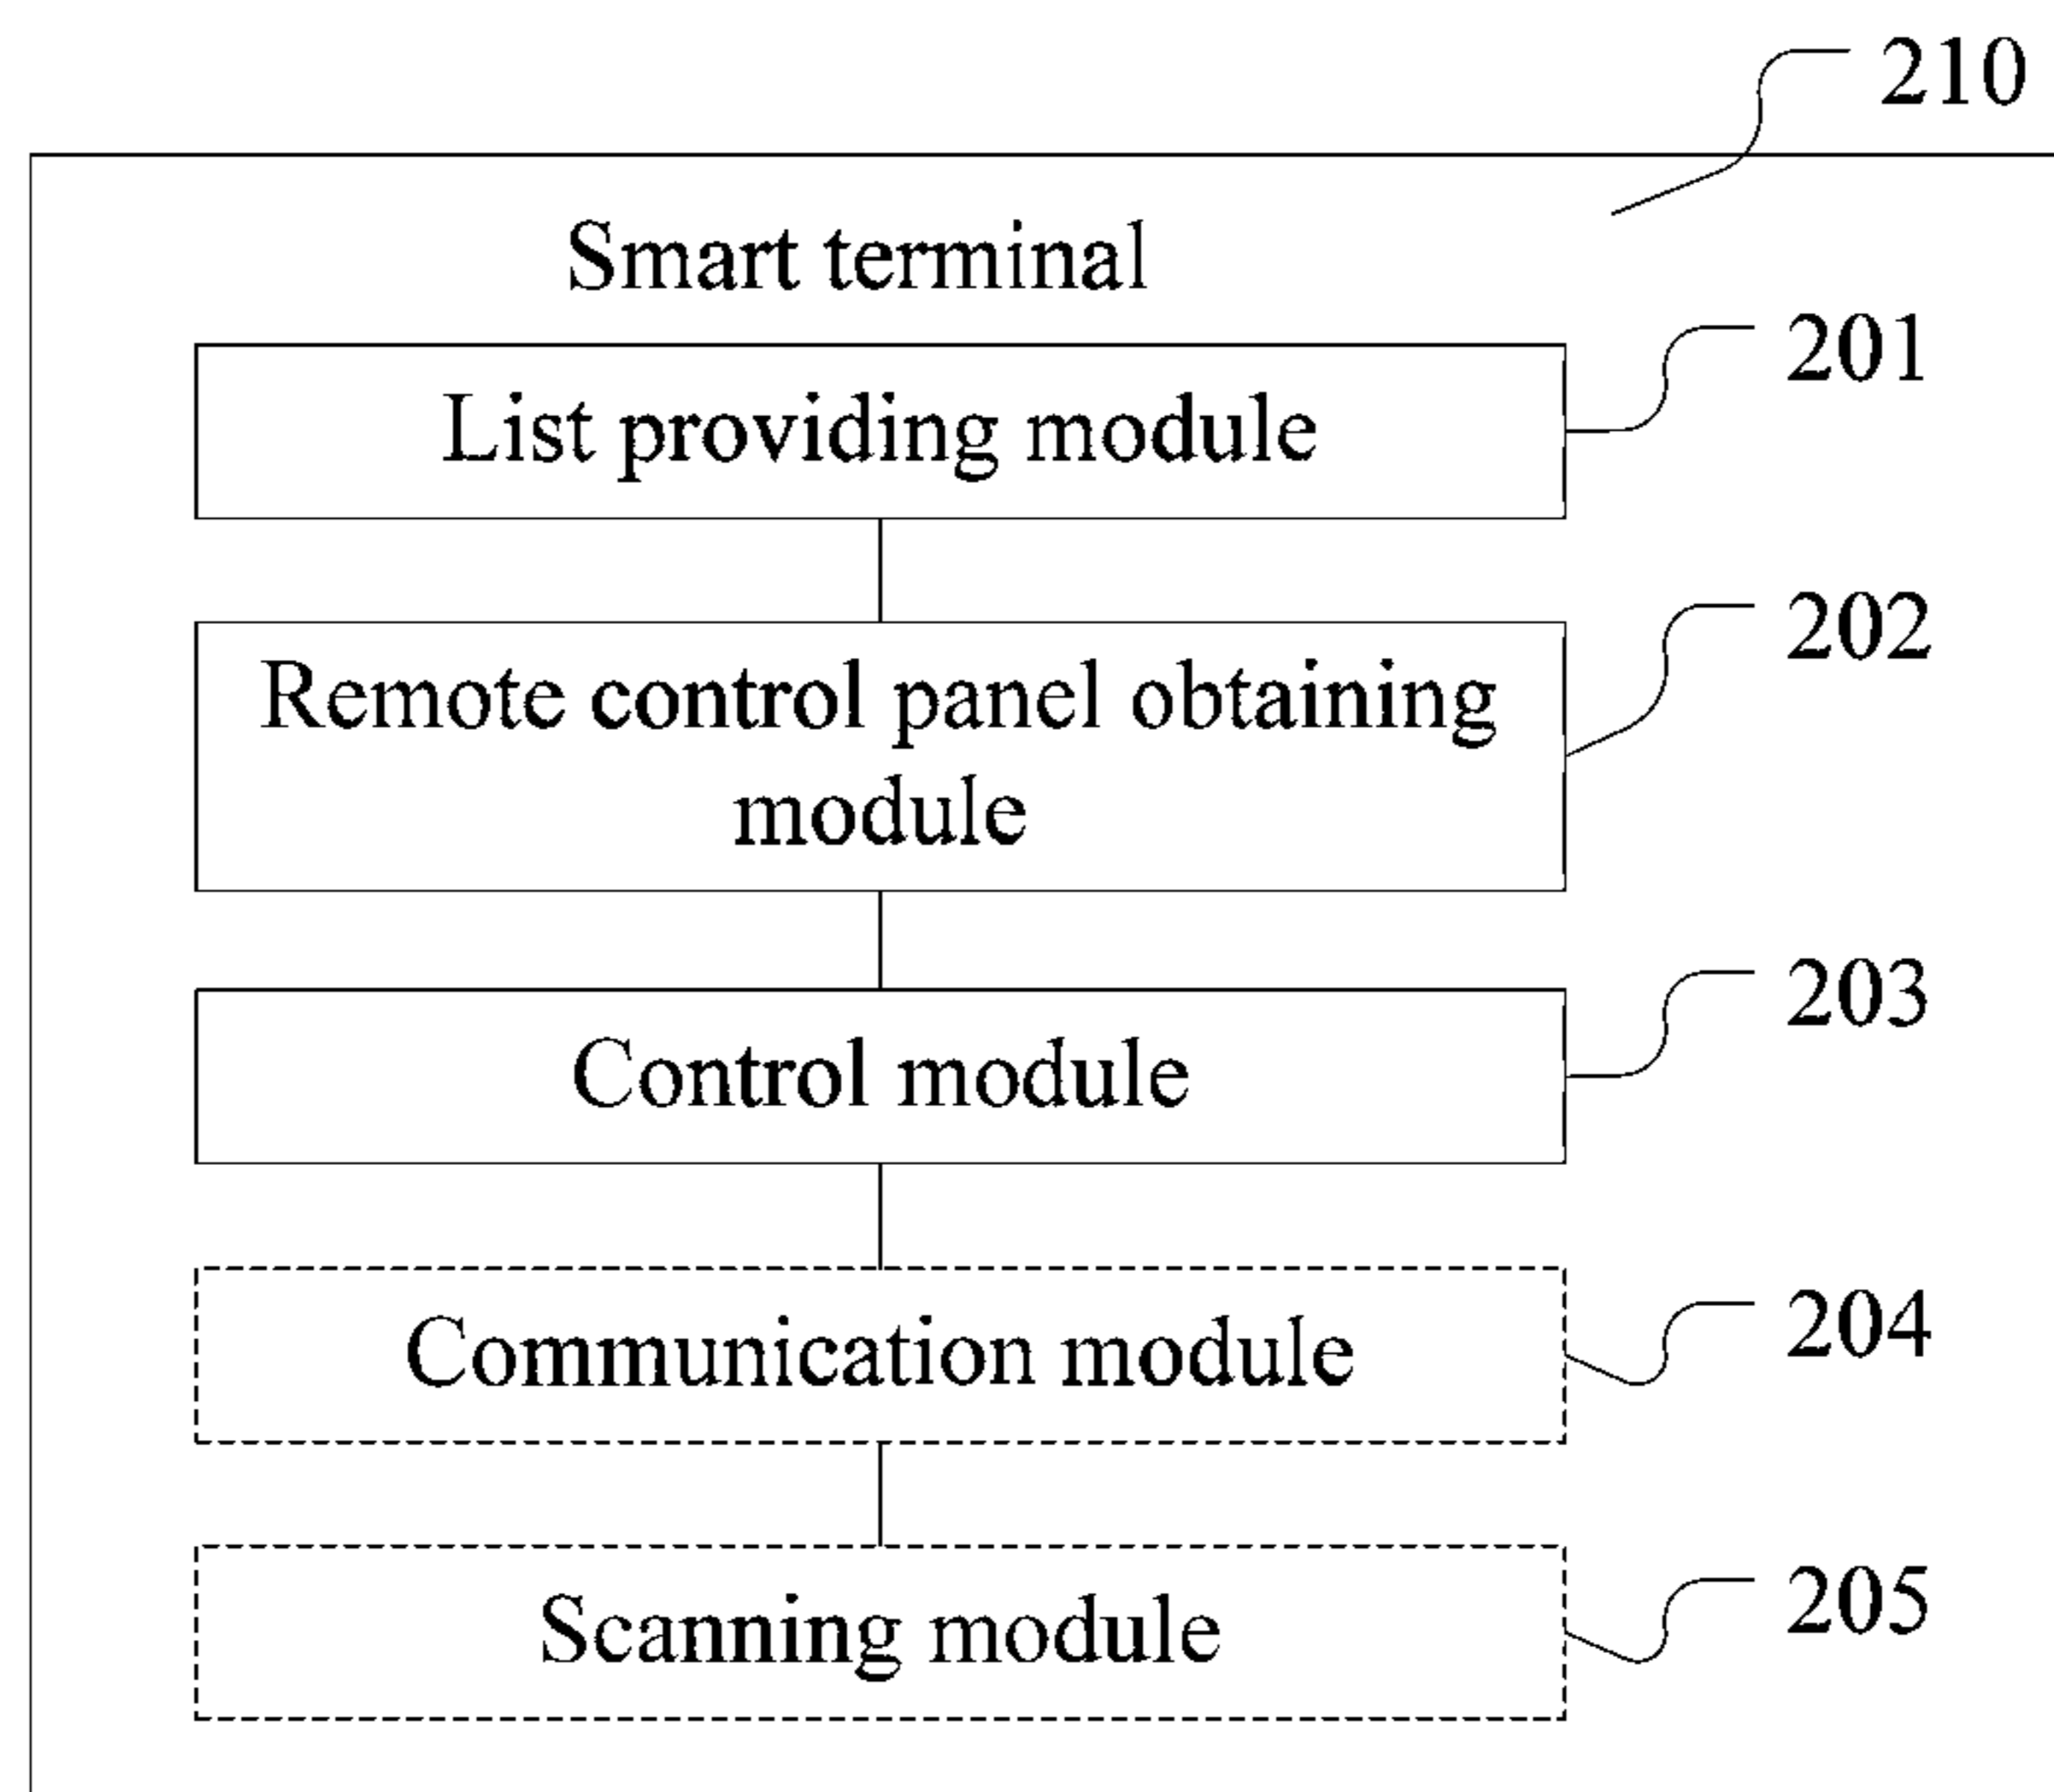 210
Smart terminal
201
List providing module
202
Remote control panel obtaining
module
203
Control module
204
Communication module
205
Scanning module